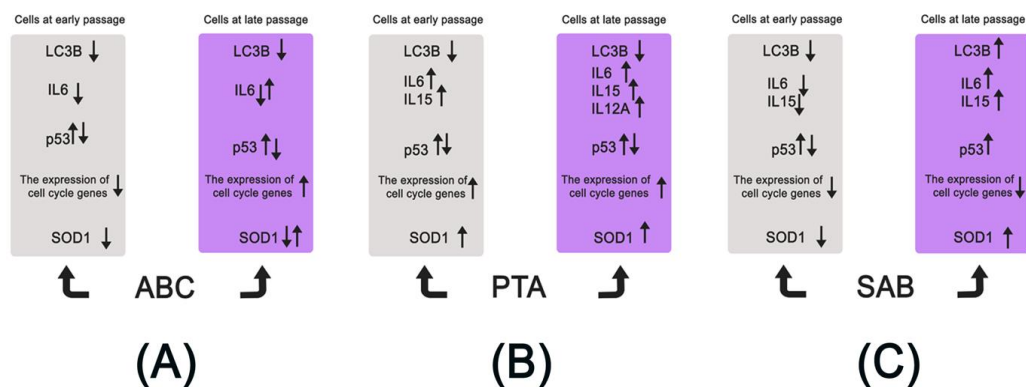 Cells at early passage
LC3B
IL6
p53
The expression of
cell cycle genes
SOD1
Cells at late passage
LC3B
IL6
p53
The expression of
cell cycle genes
SOD1
ABC
(A)
Cells at early passage
LC3B
IL6
IL15
p53
The expression of
cell cycle genes
SOD1
Cells at late passage
LC3B
IL6
IL15
IL12A
p53
The expression of
cell cycle genes
SOD1
PTA
(B)
Cells at early passage
LC3B
IL6
IL15
p53
The expression of
cell cycle genes
SOD1
Cells at late passage
LC3B
IL6
IL15
p53
The expression of
cell cycle genes
SOD1
SAB
(C)